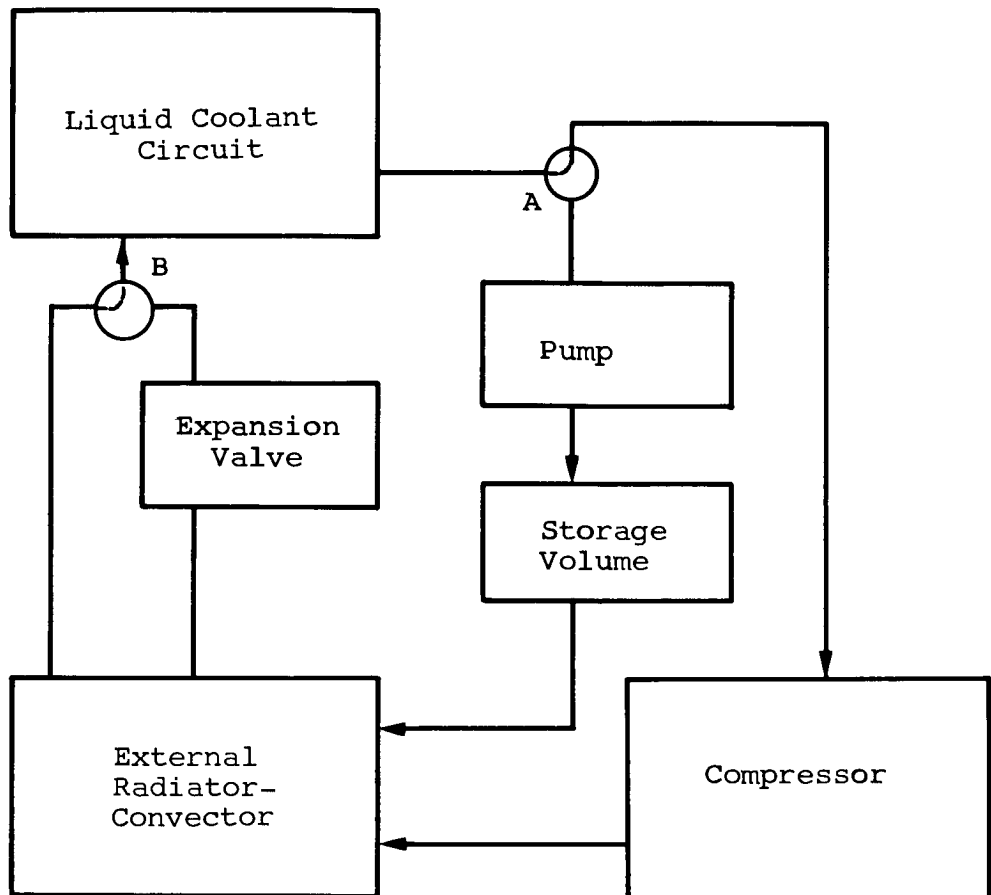 Liquid Coolant
Circuit
A
B
Pump
Expansion
Valve
Storage
Volume
External
Radiator-
Convector
Compressor